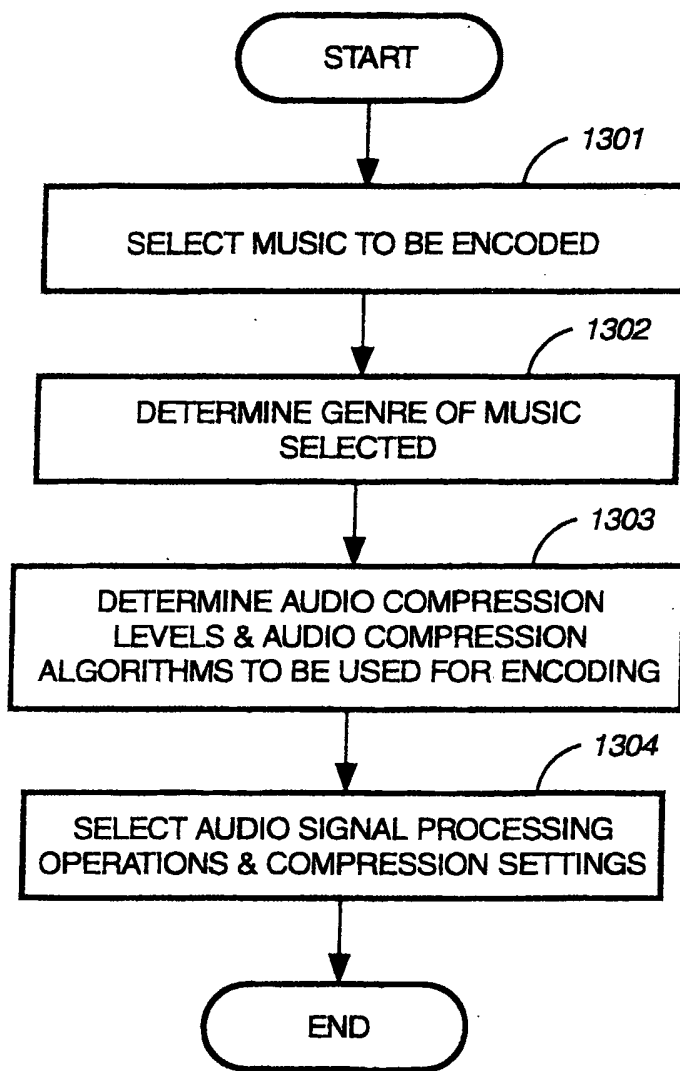 START
1301
SELECT MUSIC TO BE ENCODED
1302
DETERMINE GENRE OF MUSIC
SELECTED
1303
DETERMINE AUDIO COMPRESSION
LEVELS & AUDIO COMPRESSION
ALGORITHMS TO BE USED FOR ENCODING
1304
SELECT AUDIO SIGNAL PROCESSING
OPERATIONS & COMPRESSION SETTINGS
END